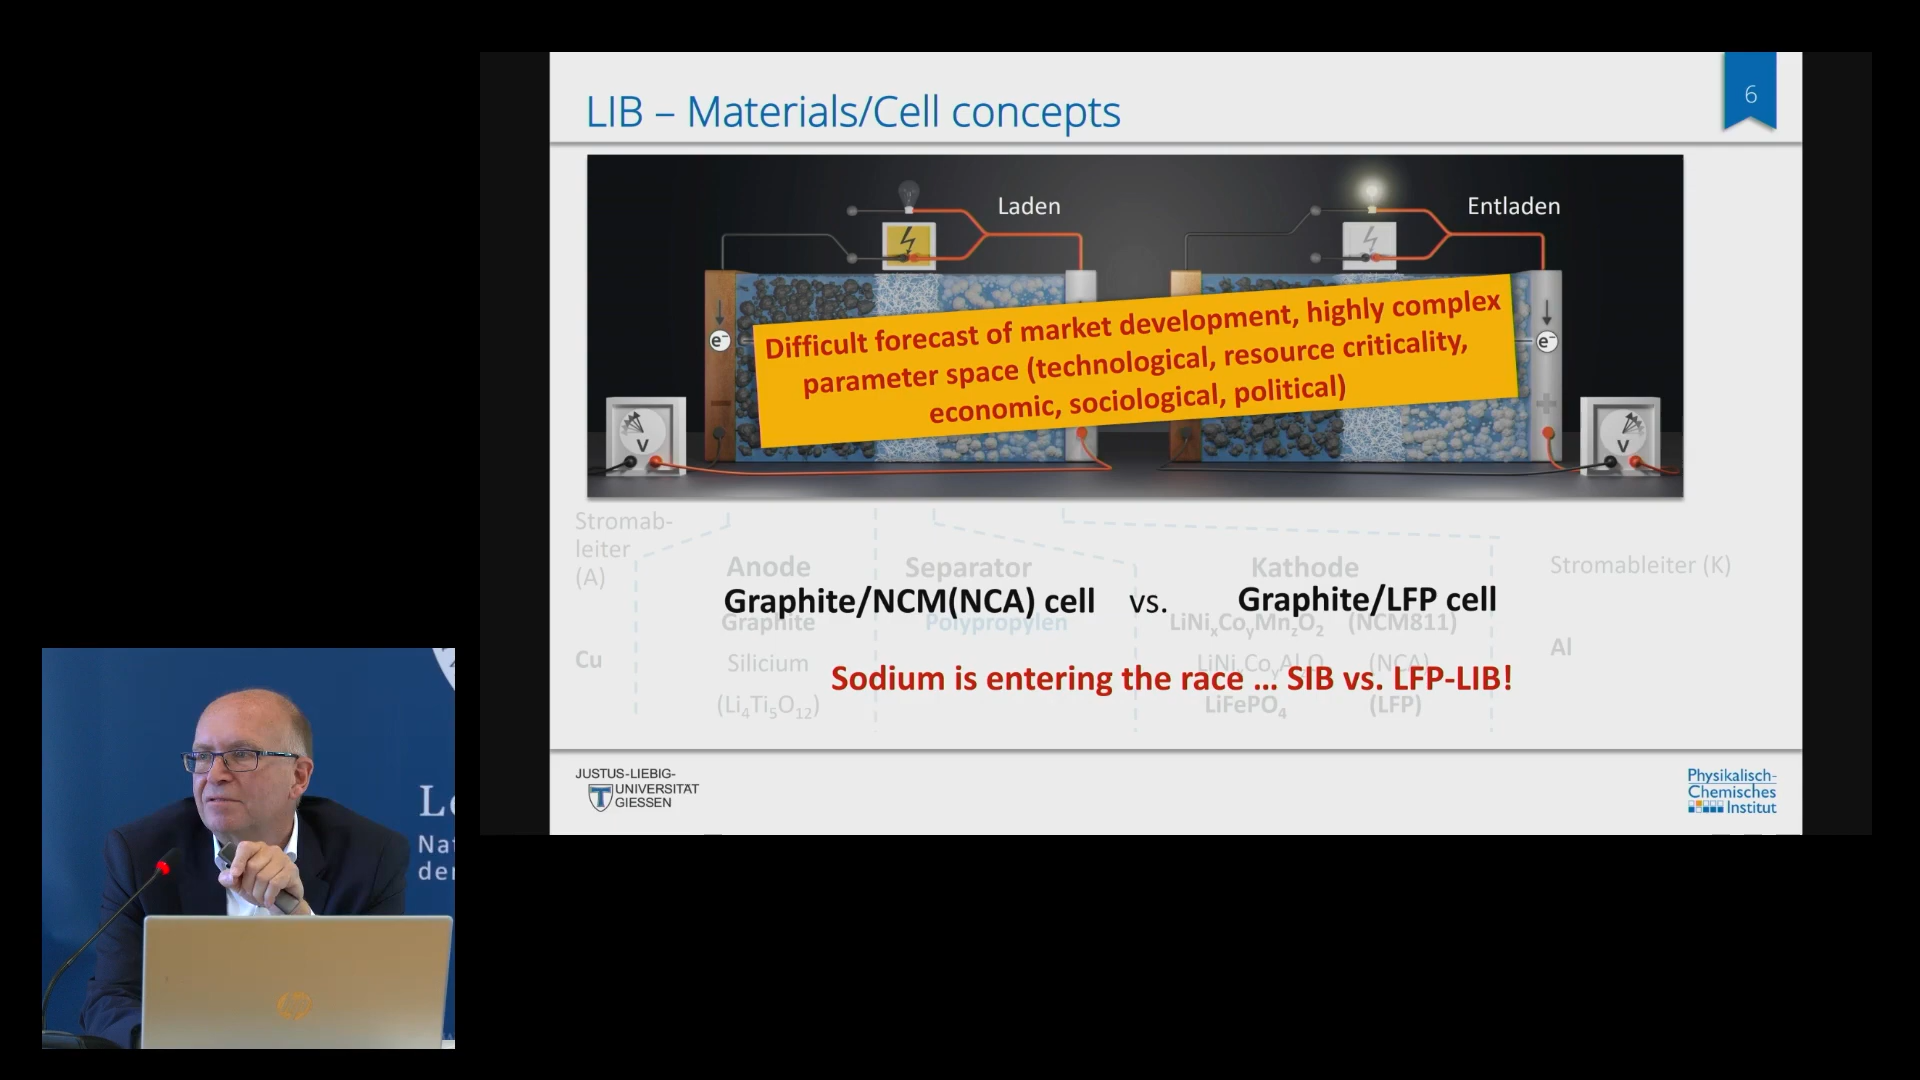 LIB – Materials/Cell concepts
6
Laden
Entladen
Difficult forecast of market development, highly complex
parameter space (technological, resource criticality,
economic, sociological, political)
e⁻
e⁻
V
V
Stromab-
leiter
(A)
Anode
Separator
Kathode
Stromableiter (K)
Graphite/NCM(NCA) cell vs. Graphite/LFP cell
Graphite
Polypropylen
LiNiₓCoᵧMn_zO₂ (NCM811)
Cu
Silicium
(NCA)
Al
Sodium is entering the race ... SIB vs. LFP-LIB!
(Li₄Ti₅O₁₂)
LiFePO₄ (LFP)
JUSTUS-LIEBIG-
UNIVERSITÄT
GIESSEN
Physikalisch-
Chemisches
Institut